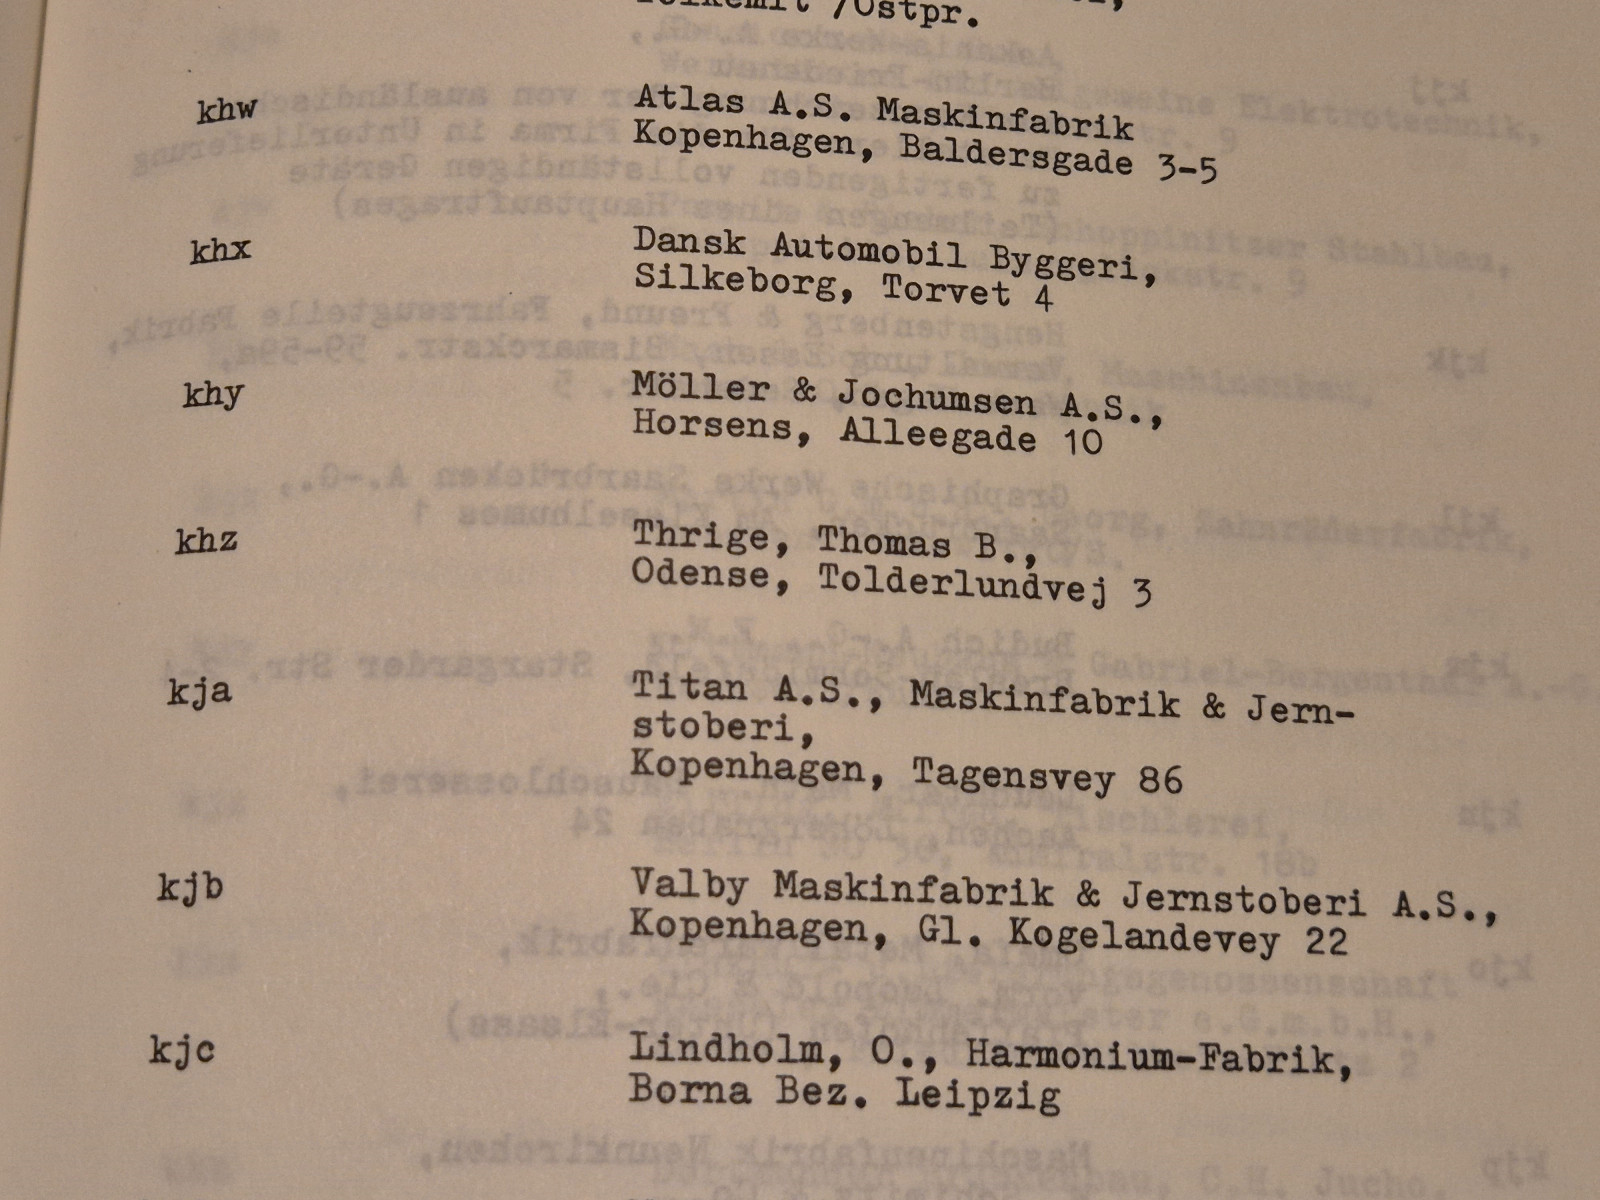 /Ostpr.
khw Atlas A.S. Maskinfabrik
Kopenhagen, Baldersgade 3-5
khx Dansk Automobil Byggeri,
Silkeborg, Torvet 4
khy Möller & Jochumsen A.S.,
Horsens, Alleegade 10
khz Thrige, Thomas B.,
Odense, Tolderlundvej 3
kja Titan A.S., Maskinfabrik & Jern-
stoberi,
Kopenhagen, Tagensvey 86
kjb Valby Maskinfabrik & Jernstoberi A.S.,
Kopenhagen, Gl. Kogelandevey 22
kjc Lindholm, O., Harmonium-Fabrik,
Borna Bez. Leipzig